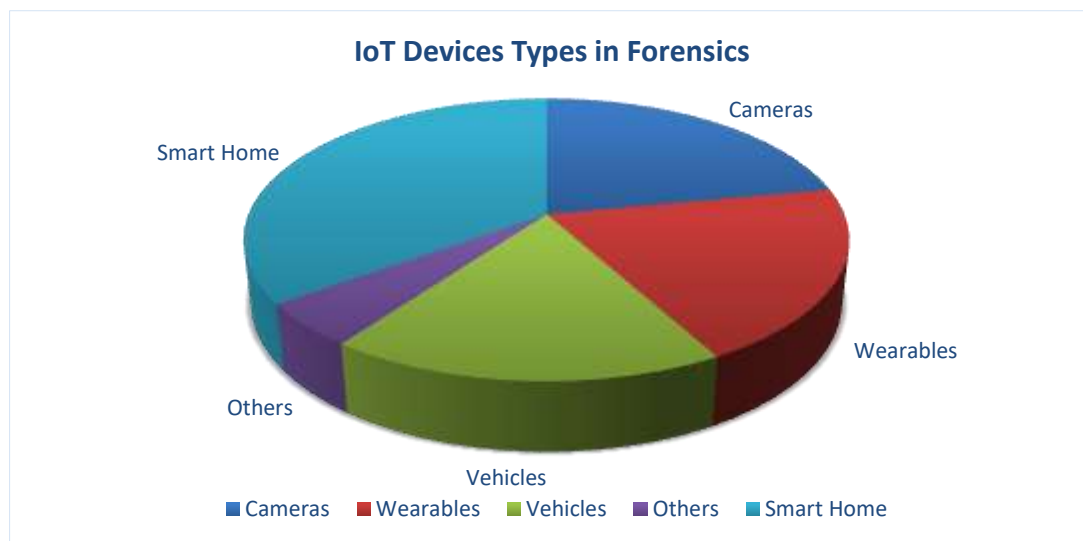 IoT Devices Types in Forensics
Cameras
Smart Home
Wearables
Others
Vehicles
Cameras Wearables Vehicles Others Smart Home